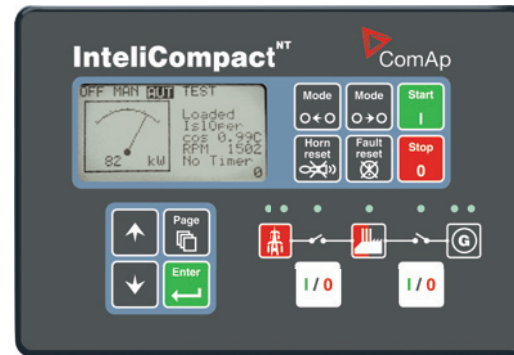 InteliCompact NT
ComAp
OFF MAN AUT TEST
Loaded
IslOper
cos 0.99C
RPM 1502
No Timer
0
82 kW
Mode
Mode
Start
I
Horn reset
Fault reset
Stop
0
Page
Enter
I / 0
I / 0
G